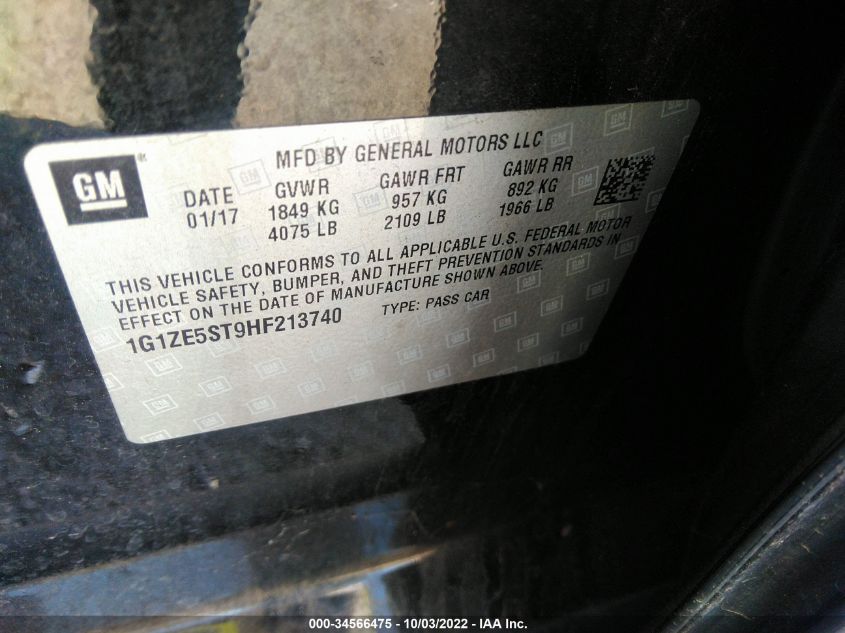 GM
MFD BY GENERAL MOTORS LLC
DATE GVWR GAWR FRT GAWR RR
01/17 1849 KG 957 KG 892 KG
4075 LB 2109 LB 1966 LB
THIS VEHICLE CONFORMS TO ALL APPLICABLE U.S. FEDERAL MOTOR
VEHICLE SAFETY, BUMPER, AND THEFT PREVENTION STANDARDS IN
EFFECT ON THE DATE OF MANUFACTURE SHOWN ABOVE.
1G1ZE5ST9HF213740 TYPE: PASS CAR
000-34566475 - 10/03/2022 - IAA Inc.